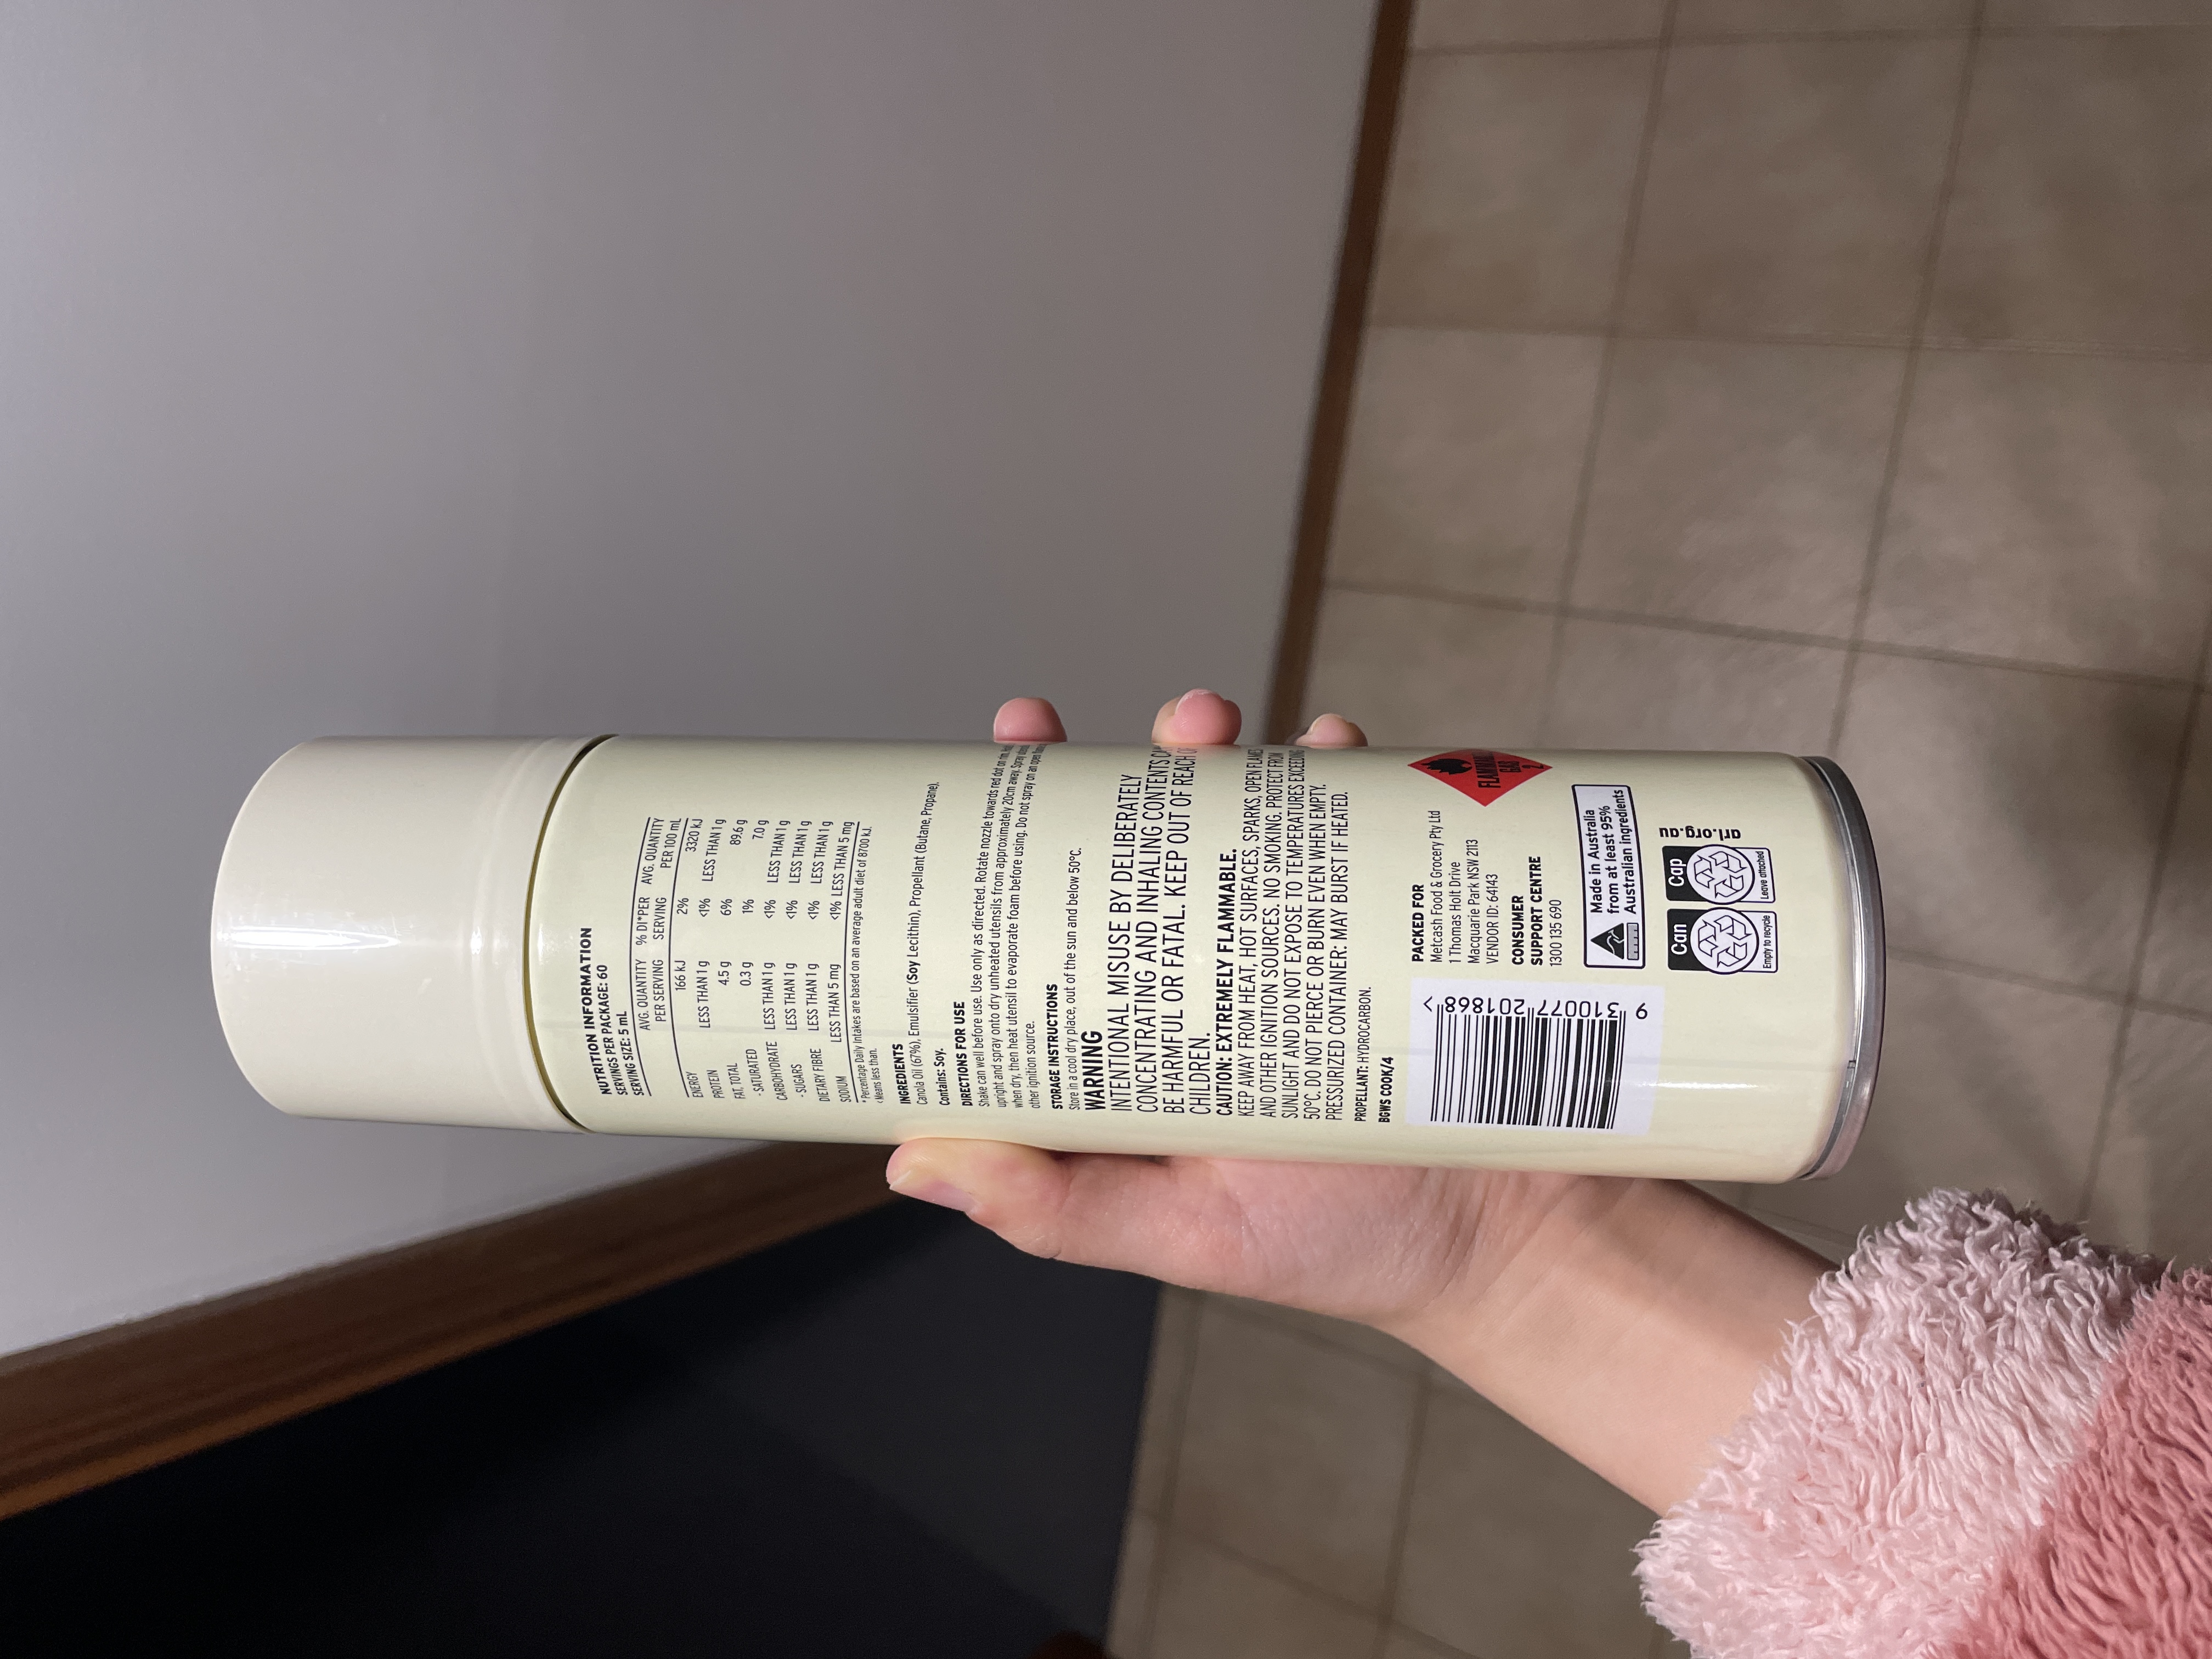 NUTRITION INFORMATION
SERVINGS PER PACKAGE: 60
SERVING SIZE: 5 mL
AVG. QUANTITY PER SERVING % DI*PER SERVING AVG. QUANTITY PER 100 mL
ENERGY 166 kJ 2% 3320 kJ
PROTEIN LESS THAN 1 g <1% LESS THAN 1 g
FAT, TOTAL 4.5 g 6% 89.6 g
- SATURATED 0.3 g 1% 7.0 g
CARBOHYDRATE LESS THAN 1 g <1% LESS THAN 1 g
- SUGARS LESS THAN 1 g <1% LESS THAN 1 g
DIETARY FIBRE LESS THAN 1 g <1% LESS THAN 1 g
SODIUM LESS THAN 5 mg <1% LESS THAN 5 mg
* Percentage Daily Intakes are based on an average adult diet of 8700 kJ.
< Means less than.
INGREDIENTS
Canola Oil (67%), Emulsifier (Soy Lecithin), Propellant (Butane, Propane).
Contains: Soy.
DIRECTIONS FOR USE
Shake can well before use. Use only as directed. Rotate nozzle towards red dot on rim.
upright and spray onto dry unheated utensils from approximately 20cm away. Spray
when dry, then heat utensil to evaporate foam before using. Do not spray on an open
other ignition source.
STORAGE INSTRUCTIONS
Store in a cool dry place, out of the sun and below 50°C.
WARNING
INTENTIONAL MISUSE BY DELIBERATELY
CONCENTRATING AND INHALING CONTENTS
BE HARMFUL OR FATAL. KEEP OUT OF REACH
CHILDREN.
CAUTION: EXTREMELY FLAMMABLE.
KEEP AWAY FROM HEAT, HOT SURFACES, SPARKS, OPEN FLAMES
AND OTHER IGNITION SOURCES. NO SMOKING. PROTECT FROM
SUNLIGHT AND DO NOT EXPOSE TO TEMPERATURES EXCEEDING
50°C. DO NOT PIERCE OR BURN EVEN WHEN EMPTY.
PRESSURIZED CONTAINER: MAY BURST IF HEATED.
PROPELLANT: HYDROCARBON.
BGWS COOK/4
9 310077 201868 >
PACKED FOR
Metcash Food & Grocery Pty Ltd
1 Thomas Holt Drive
Macquarie Park NSW 2113
VENDOR ID: 64143
CONSUMER
SUPPORT CENTRE
1300 135 690
FLAMMABLE
GAS
2
Made in Australia
from at least 95%
Australian ingredients
Can
Empty to recycle
Cap
Leave attached
arl.org.au